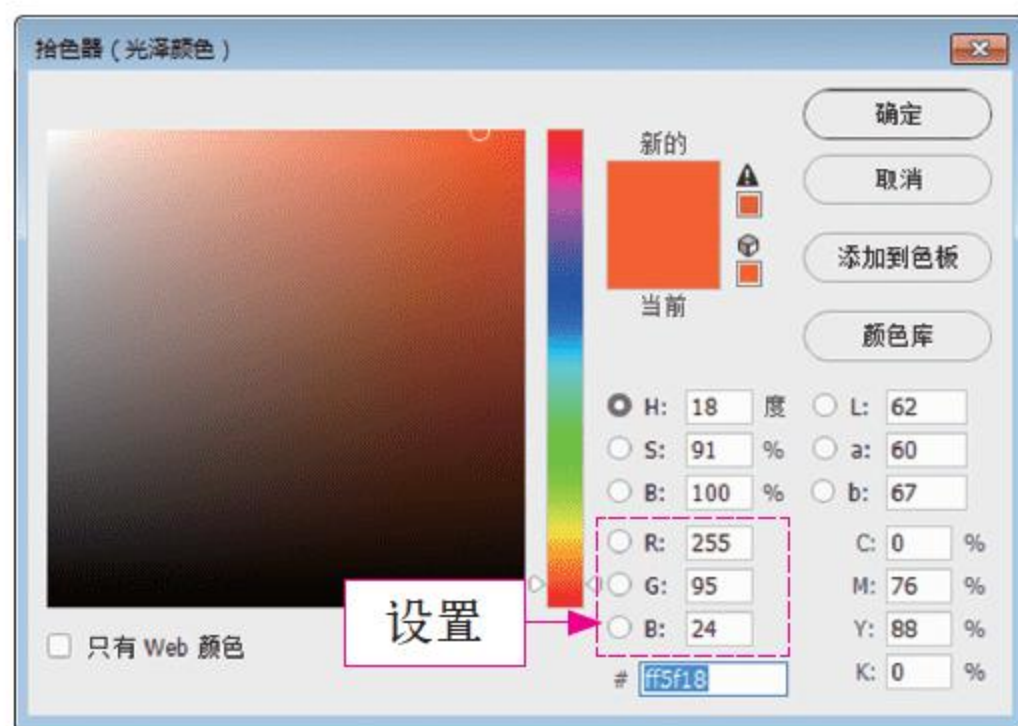 拾色器（光泽颜色）
确定
新的
取消
添加到色板
当前
颜色库
H: 18 度
L: 62
S: 91 %
a: 60
B: 100 %
b: 67
R: 255
C: 0 %
G: 95
M: 76 %
设置
B: 24
Y: 88 %
只有 Web 颜色
# ff5f18
K: 0 %